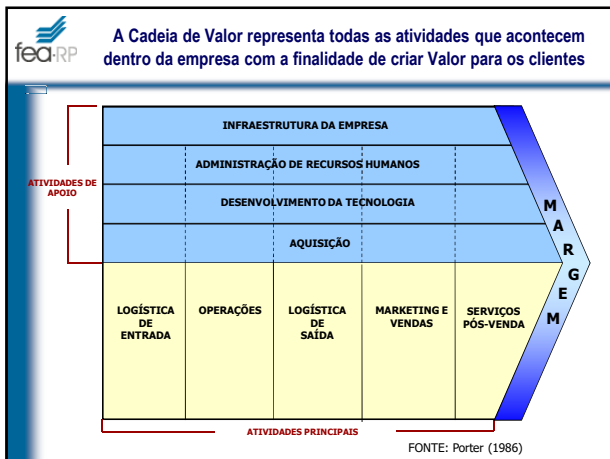 fea-RP
A Cadeia de Valor representa todas as atividades que acontecem
dentro da empresa com a finalidade de criar Valor para os clientes
INFRAESTRUTURA DA EMPRESA
ADMINISTRAÇÃO DE RECURSOS HUMANOS
ATIVIDADES DE
APOIO
DESENVOLVIMENTO DA TECNOLOGIA
AQUISIÇÃO
LOGÍSTICA
DE
ENTRADA
OPERAÇÕES
LOGÍSTICA
DE
SAÍDA
MARKETING E
VENDAS
SERVIÇOS
PÓS-VENDA
MARGEM
ATIVIDADES PRINCIPAIS
FONTE: Porter (1986)